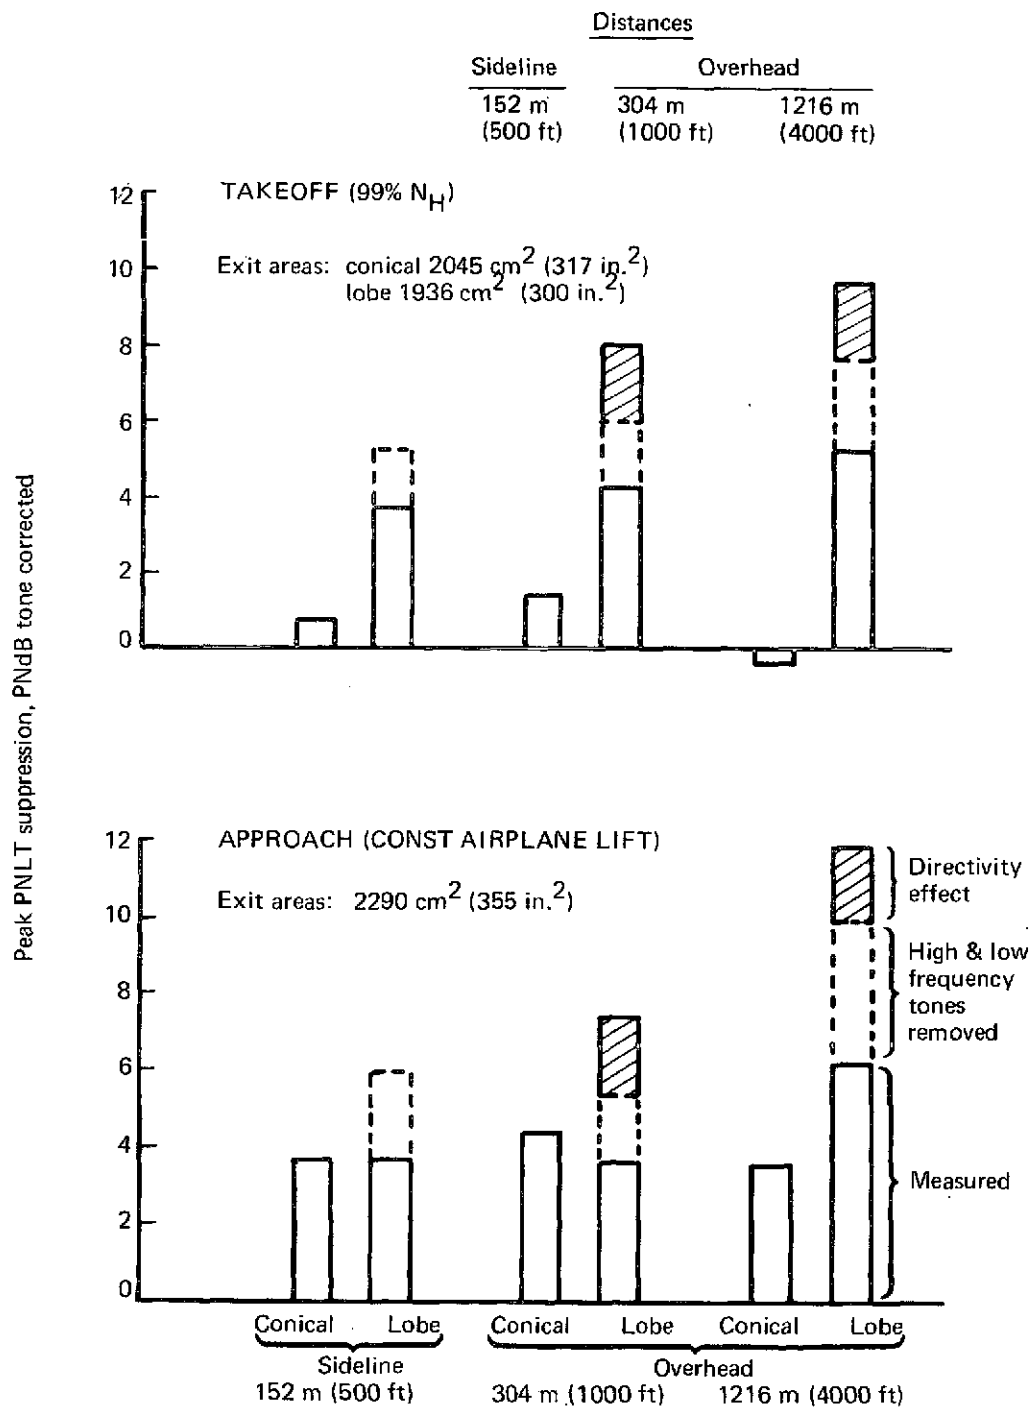 Distances
Sideline Overhead
152 m 304 m 1216 m
(500 ft) (1000 ft) (4000 ft)
TAKEOFF (99% N_H)
Exit areas: conical 2045 cm² (317 in.²)
lobe 1936 cm² (300 in.²)
12
10
8
6
4
2
0
Peak PNLT suppression, PNdB tone corrected
APPROACH (CONST AIRPLANE LIFT)
Exit areas: 2290 cm² (355 in.²)
12
10
8
6
4
2
0
Directivity
effect
High & low
frequency
tones
removed
Measured
Conical Lobe Conical Lobe Conical Lobe
Sideline Overhead
152 m (500 ft) 304 m (1000 ft) 1216 m (4000 ft)